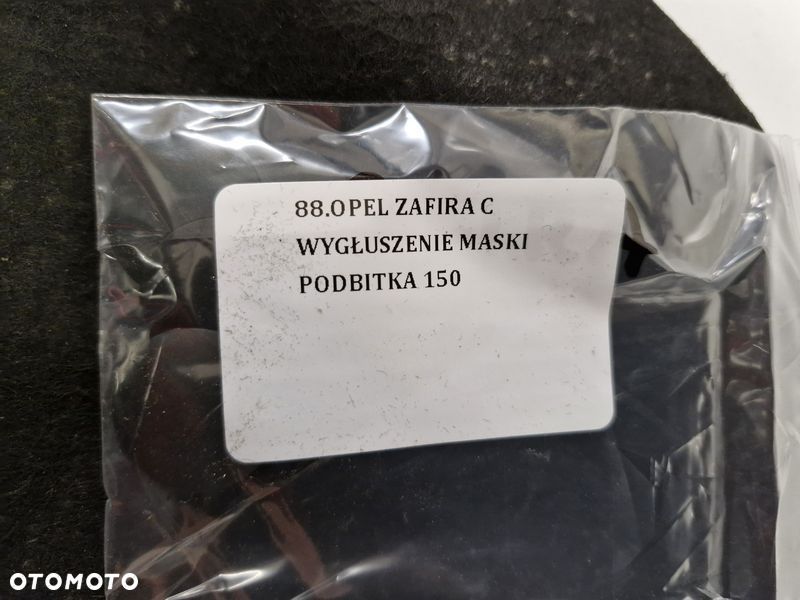 88.OPEL ZAFIRA C
WYGŁUSZENIE MASKI
PODBITKA 150
OTOMOTO